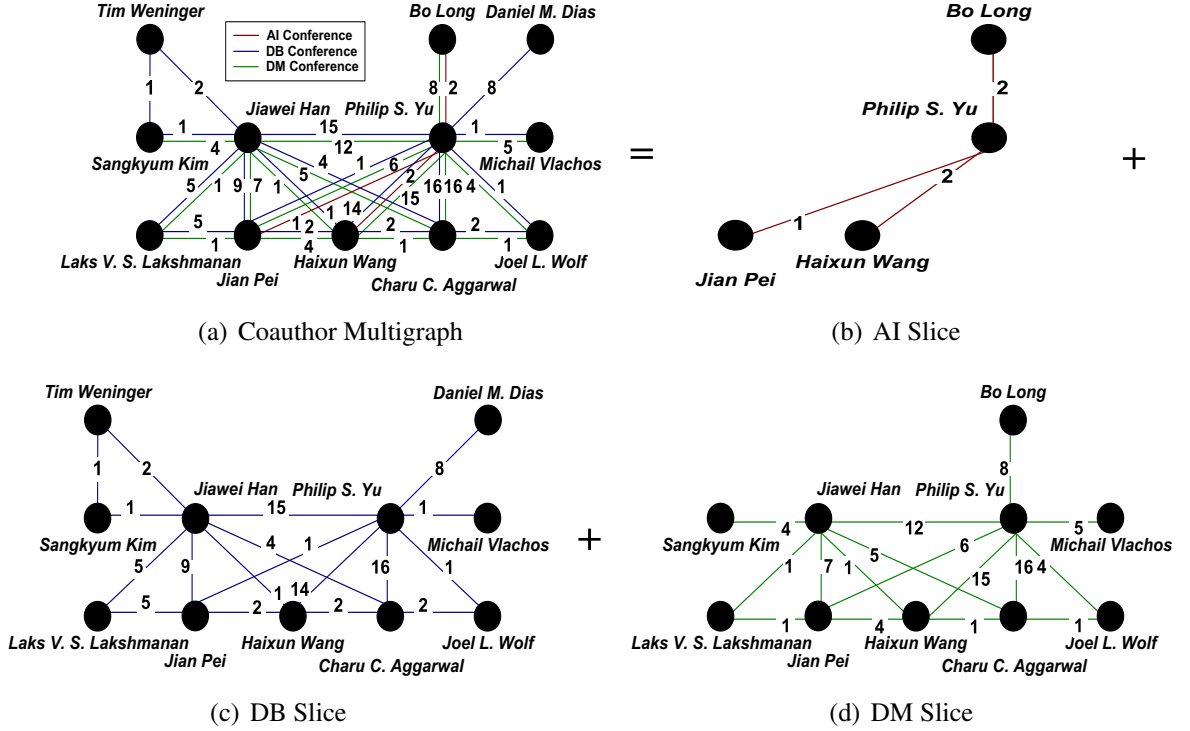 Tim Weninger
Bo Long
Daniel M. Dias
AI Conference
DB Conference
DM Conference
1
2
8
2
8
Jiawei Han
Philip S. Yu
1
15
1
4
12
5
Sangkyum Kim
Michail Vlachos
5
1
9
7
1
5
4
1
6
2
15
16
16
4
1
1
14
5
1
2
2
2
1
4
1
1
Laks V. S. Lakshmanan
Haixun Wang
Joel L. Wolf
Jian Pei
Charu C. Aggarwal
(a) Coauthor Multigraph
=
Bo Long
2
Philip S. Yu
2
1
Haixun Wang
Jian Pei
+
(b) AI Slice
Tim Weninger
Daniel M. Dias
1
2
8
Jiawei Han
Philip S. Yu
1
15
1
Sangkyum Kim
Michail Vlachos
5
9
4
1
16
1
1
14
5
2
2
2
Laks V. S. Lakshmanan
Haixun Wang
Joel L. Wolf
Jian Pei
Charu C. Aggarwal
(c) DB Slice
+
Bo Long
8
Jiawei Han
Philip S. Yu
4
12
5
Sangkyum Kim
Michail Vlachos
1
7
1
5
6
15
16
4
1
4
1
1
Laks V. S. Lakshmanan
Haixun Wang
Joel L. Wolf
Jian Pei
Charu C. Aggarwal
(d) DM Slice